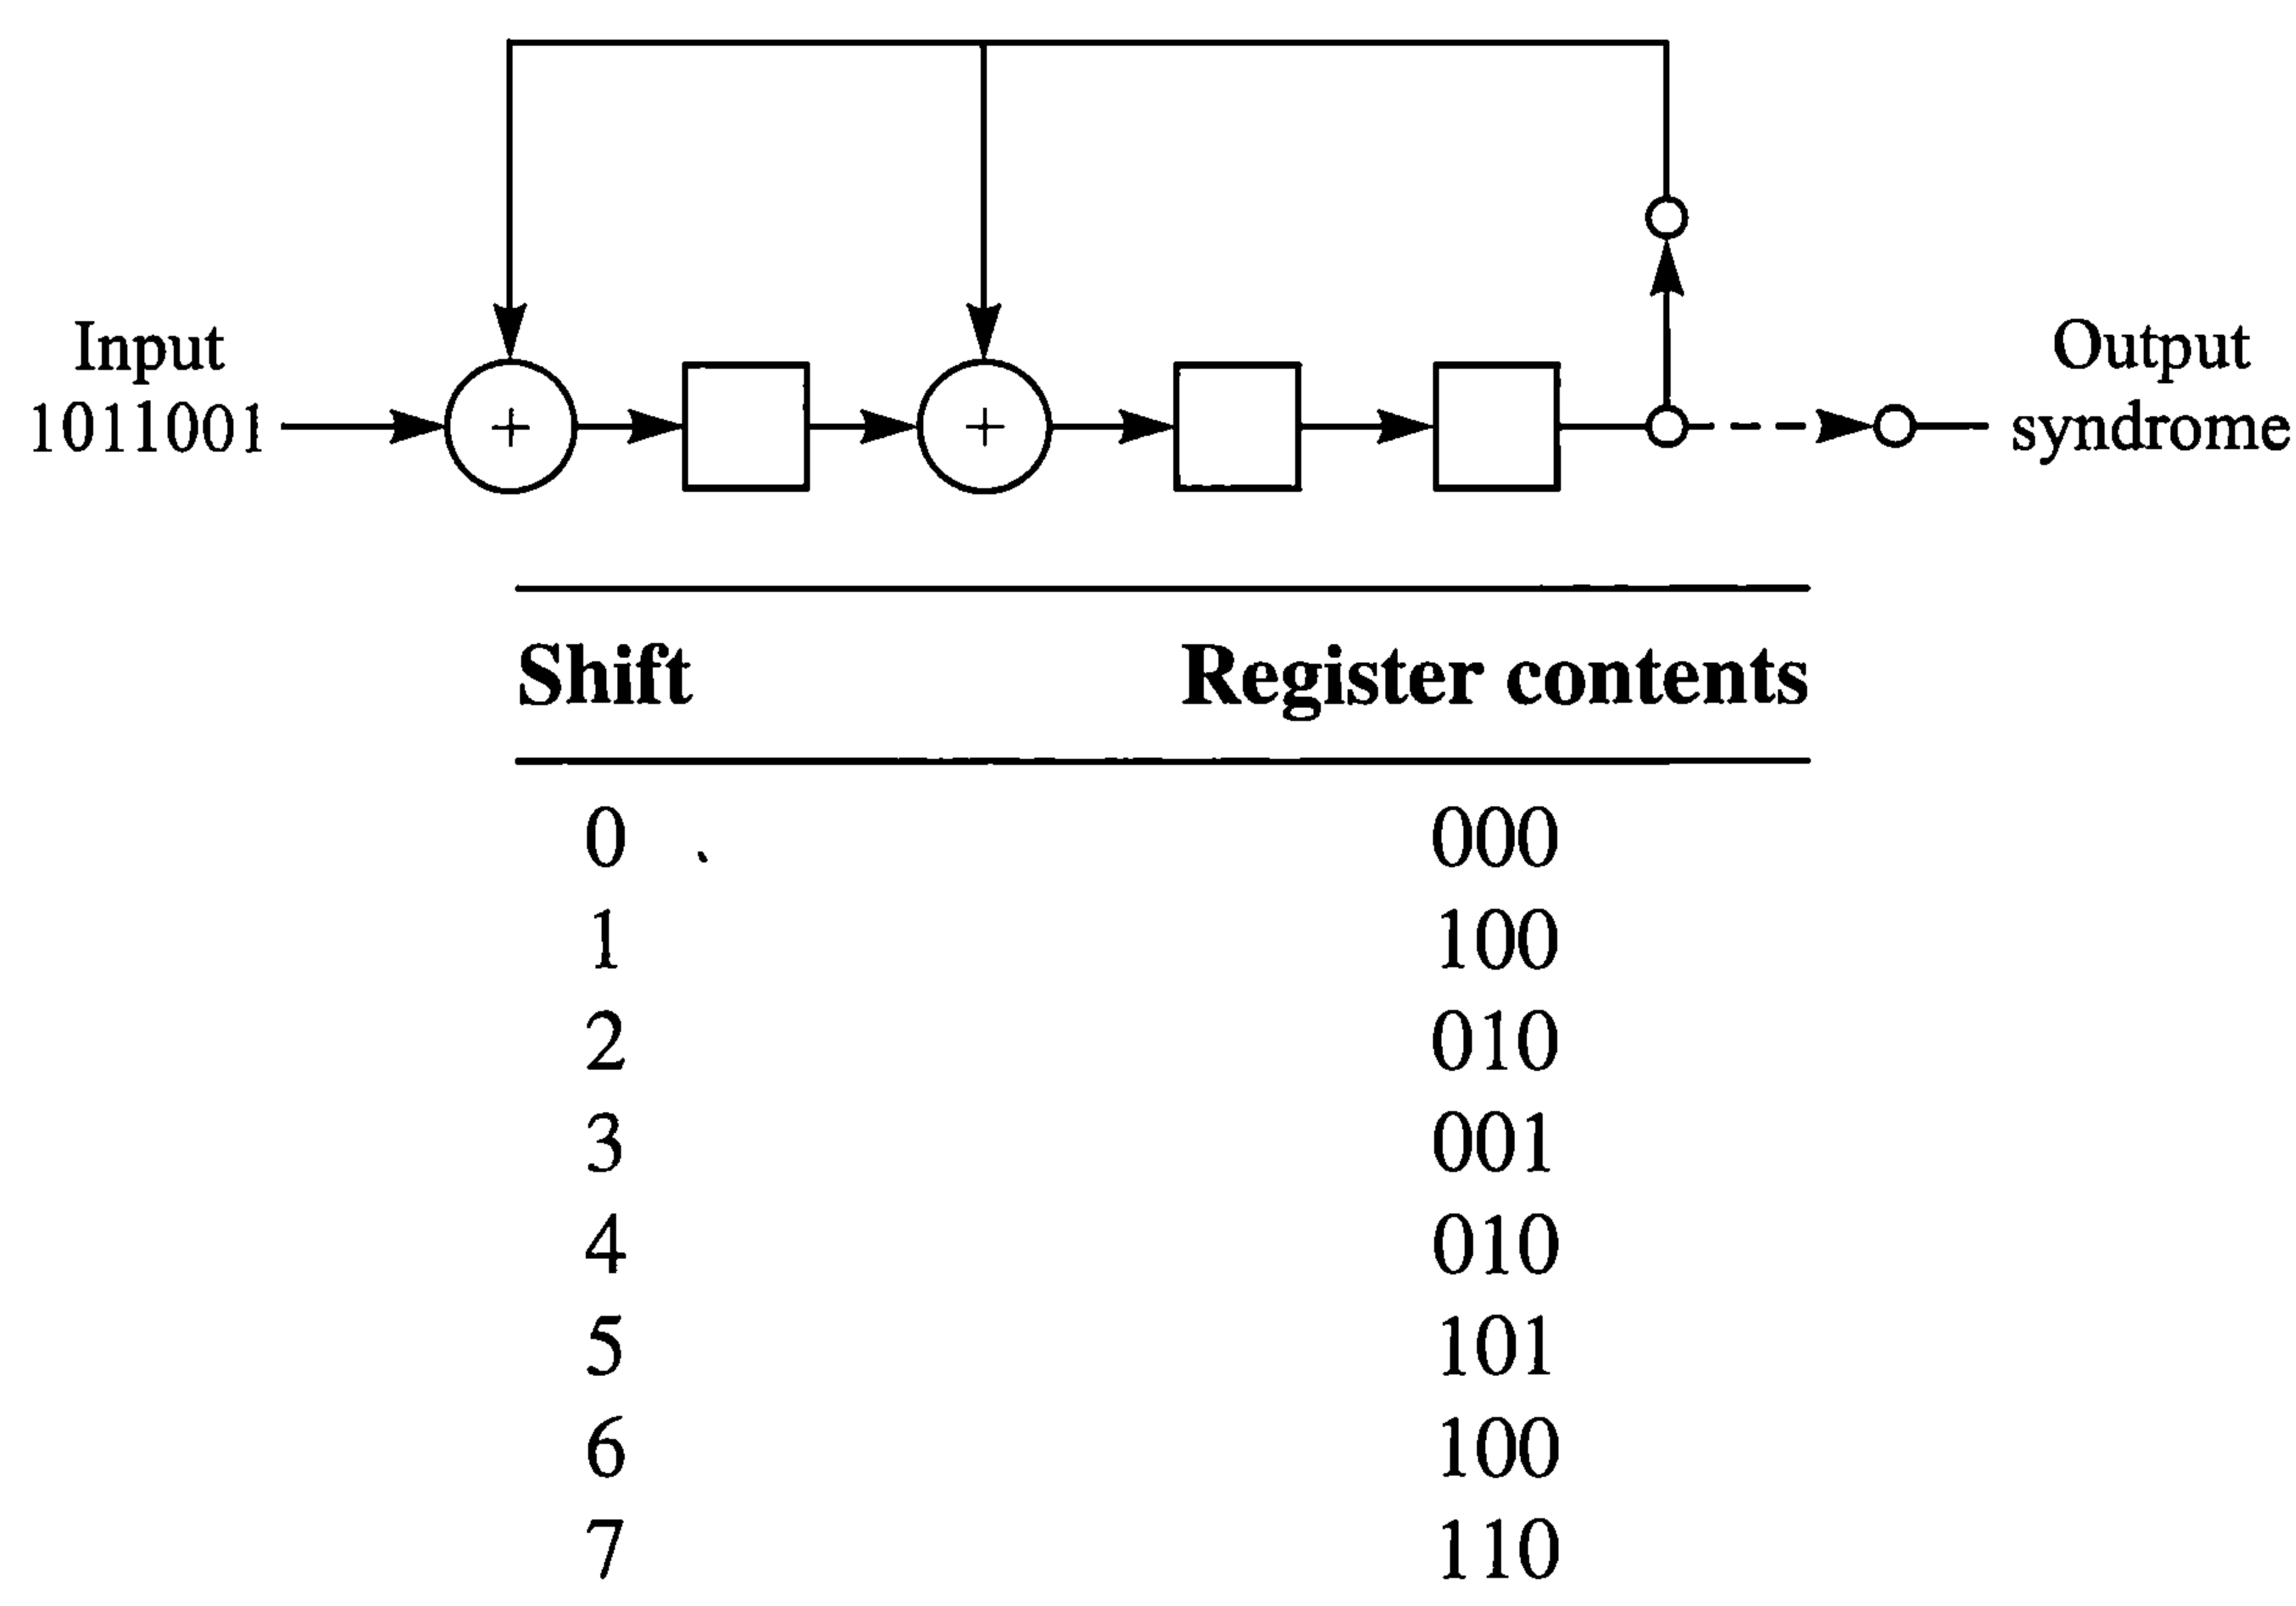 Input
1011001
+
+
Output
syndrome
Shift Register contents
0 000
1 100
2 010
3 001
4 010
5 101
6 100
7 110